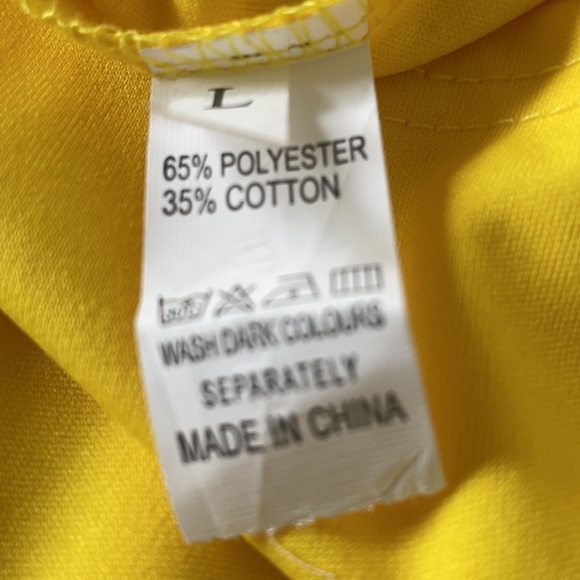 L
65% POLYESTER
35% COTTON
WASH DARK COLOURS
SEPARATELY
MADE IN CHINA